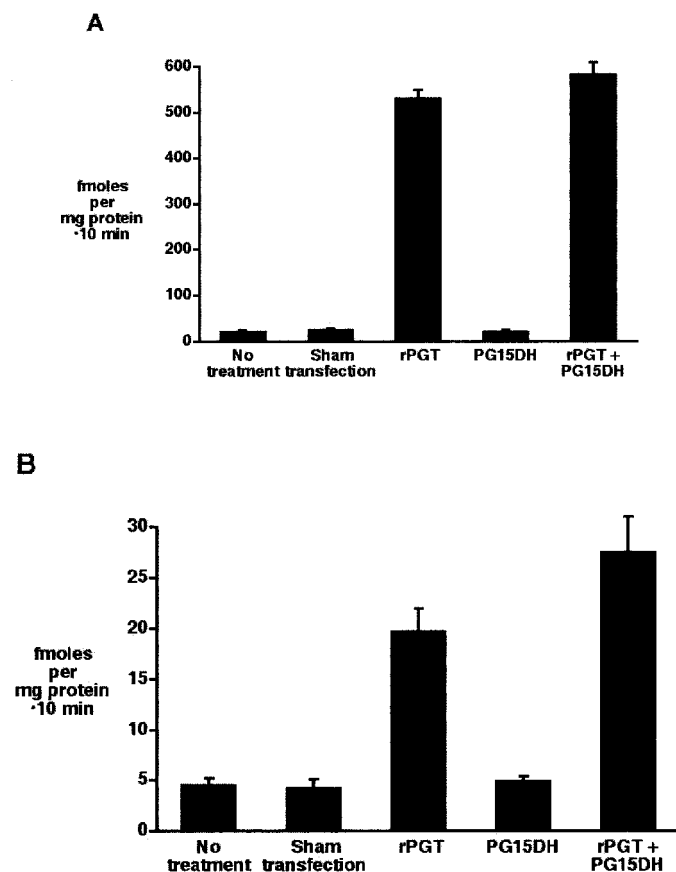 A
600
500
400
300
200
100
0
fmoles
per
mg protein
·10 min
No
treatment
Sham
transfection
rPGT
PG15DH
rPGT +
PG15DH
B
30
25
20
15
10
5
0
fmoles
per
mg protein
·10 min
No
treatment
Sham
transfection
rPGT
PG15DH
rPGT +
PG15DH